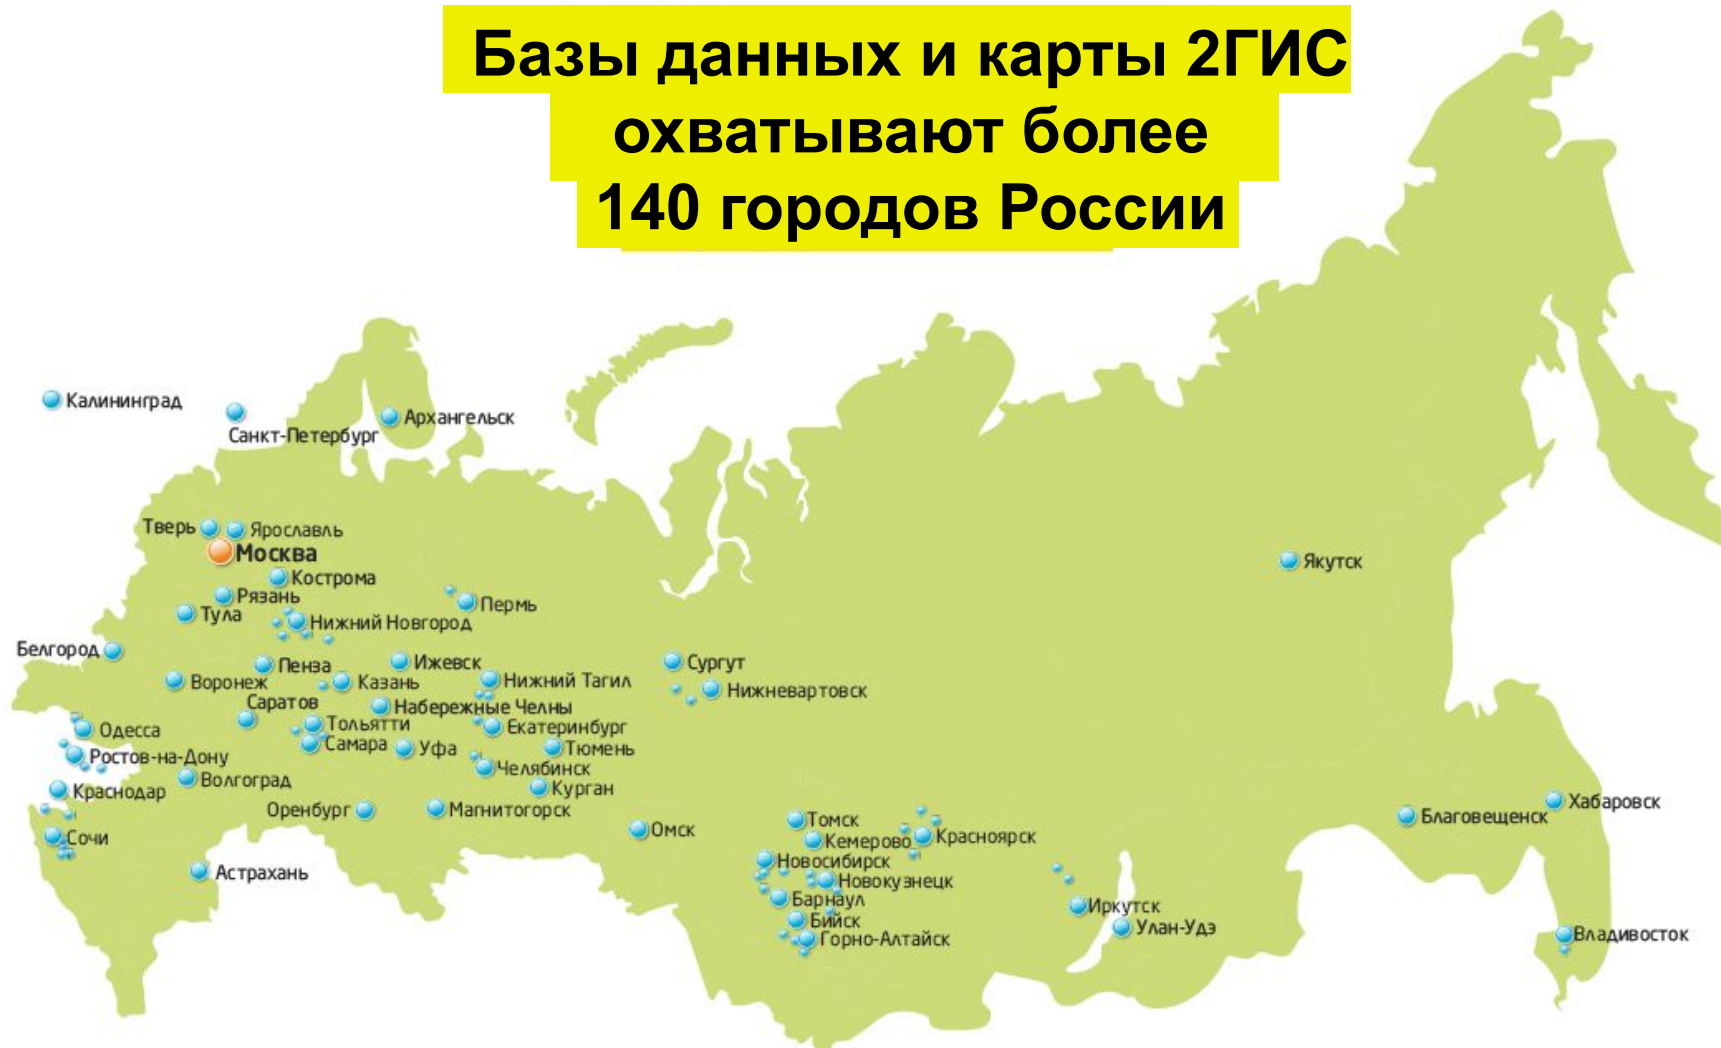 Базы данных и карты 2ГИС
охватывают более
140 городов России
Калининград
Санкт-Петербург
Архангельск
Тверь
Ярославль
Москва
Кострома
Рязань
Тула
Пермь
Нижний Новгород
Белгород
Пенза
Воронеж
Казань
Ижевск
Нижний Тагил
Сургут
Нижневартовск
Якутск
Саратов
Набережные Челны
Тольятти
Екатеринбург
Одесса
Самара
Уфа
Тюмень
Ростов-на-Дону
Челябинск
Волгоград
Курган
Краснодар
Оренбург
Магнитогорск
Сочи
Омск
Астрахань
Томск
Кемерово
Красноярск
Новосибирск
Новокузнецк
Барнаул
Бийск
Горно-Алтайск
Иркутск
Улан-Удэ
Благовещенск
Хабаровск
Владивосток